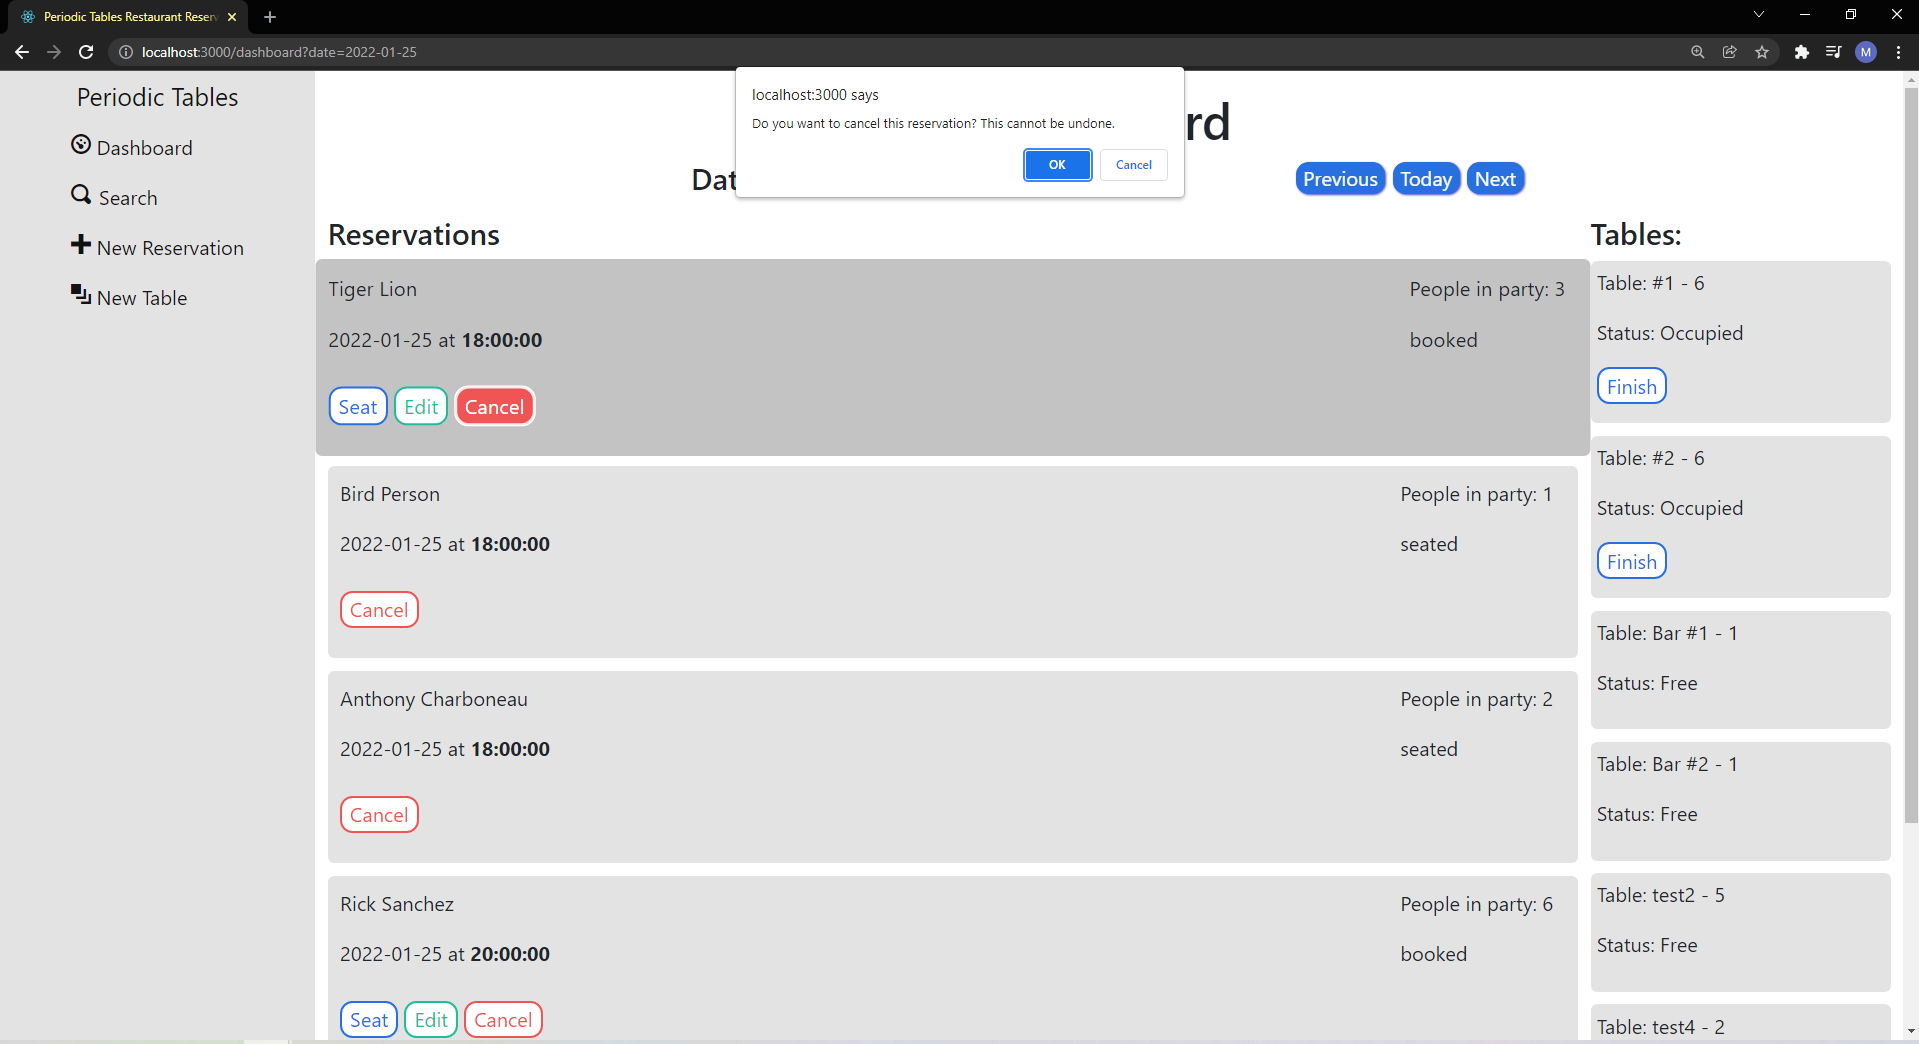 Periodic Tables Restaurant Reserv
localhost:3000/dashboard?date=2022-01-25
M
localhost:3000 says
Do you want to cancel this reservation? This cannot be undone.
OK
Cancel
Periodic Tables
Dashboard
Search
New Reservation
New Table
rd
Dat
Previous
Today
Next
Reservations
Tiger Lion
People in party: 3
2022-01-25 at 18:00:00
booked
Seat
Edit
Cancel
Bird Person
People in party: 1
2022-01-25 at 18:00:00
seated
Cancel
Anthony Charboneau
People in party: 2
2022-01-25 at 18:00:00
seated
Cancel
Rick Sanchez
People in party: 6
2022-01-25 at 20:00:00
booked
Seat
Edit
Cancel
Tables:
Table: #1 - 6
Status: Occupied
Finish
Table: #2 - 6
Status: Occupied
Finish
Table: Bar #1 - 1
Status: Free
Table: Bar #2 - 1
Status: Free
Table: test2 - 5
Status: Free
Table: test4 - 2